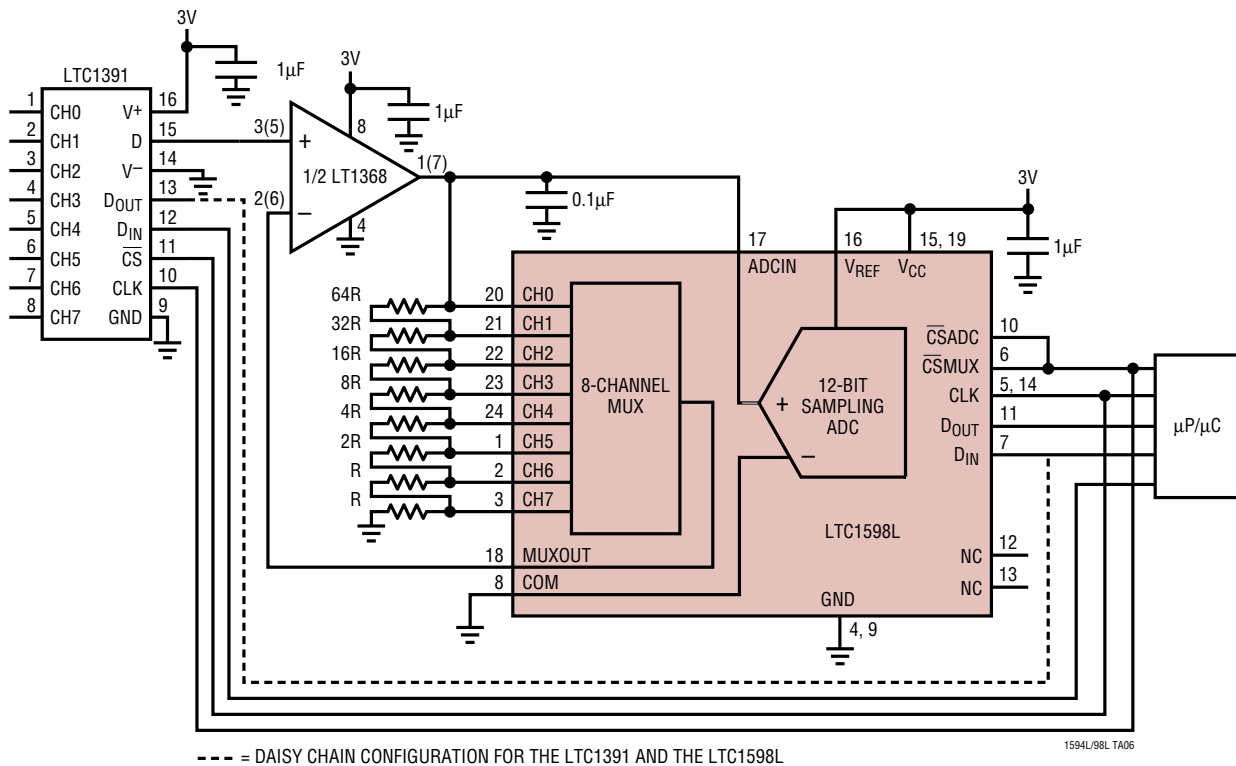 3V
1µF
LTC1391
1 CH0 V+ 16
2 CH1 D 15
3 CH2 V– 14
4 CH3 DOUT 13
5 CH4 DIN 12
6 CH5 CS 11
7 CH6 CLK 10
8 CH7 GND 9
3V
1µF
8
3(5) +
1/2 LT1368
1(7)
2(6) –
4
0.1µF
3V
1µF
17 16 15, 19
ADCIN VREF VCC
64R 20 CH0
32R 21 CH1
16R 22 CH2
8R 23 CH3
4R 24 CH4
2R 1 CH5
R 2 CH6
R 3 CH7
8-CHANNEL
MUX
+
12-BIT
SAMPLING
ADC
–
CSADC 10
CSMUX 6
CLK 5, 14
DOUT 11
DIN 7
µP/µC
LTC1598L
18 MUXOUT
8 COM
NC 12
NC 13
GND
4, 9
1594L/98L TA06
= DAISY CHAIN CONFIGURATION FOR THE LTC1391 AND THE LTC1598L